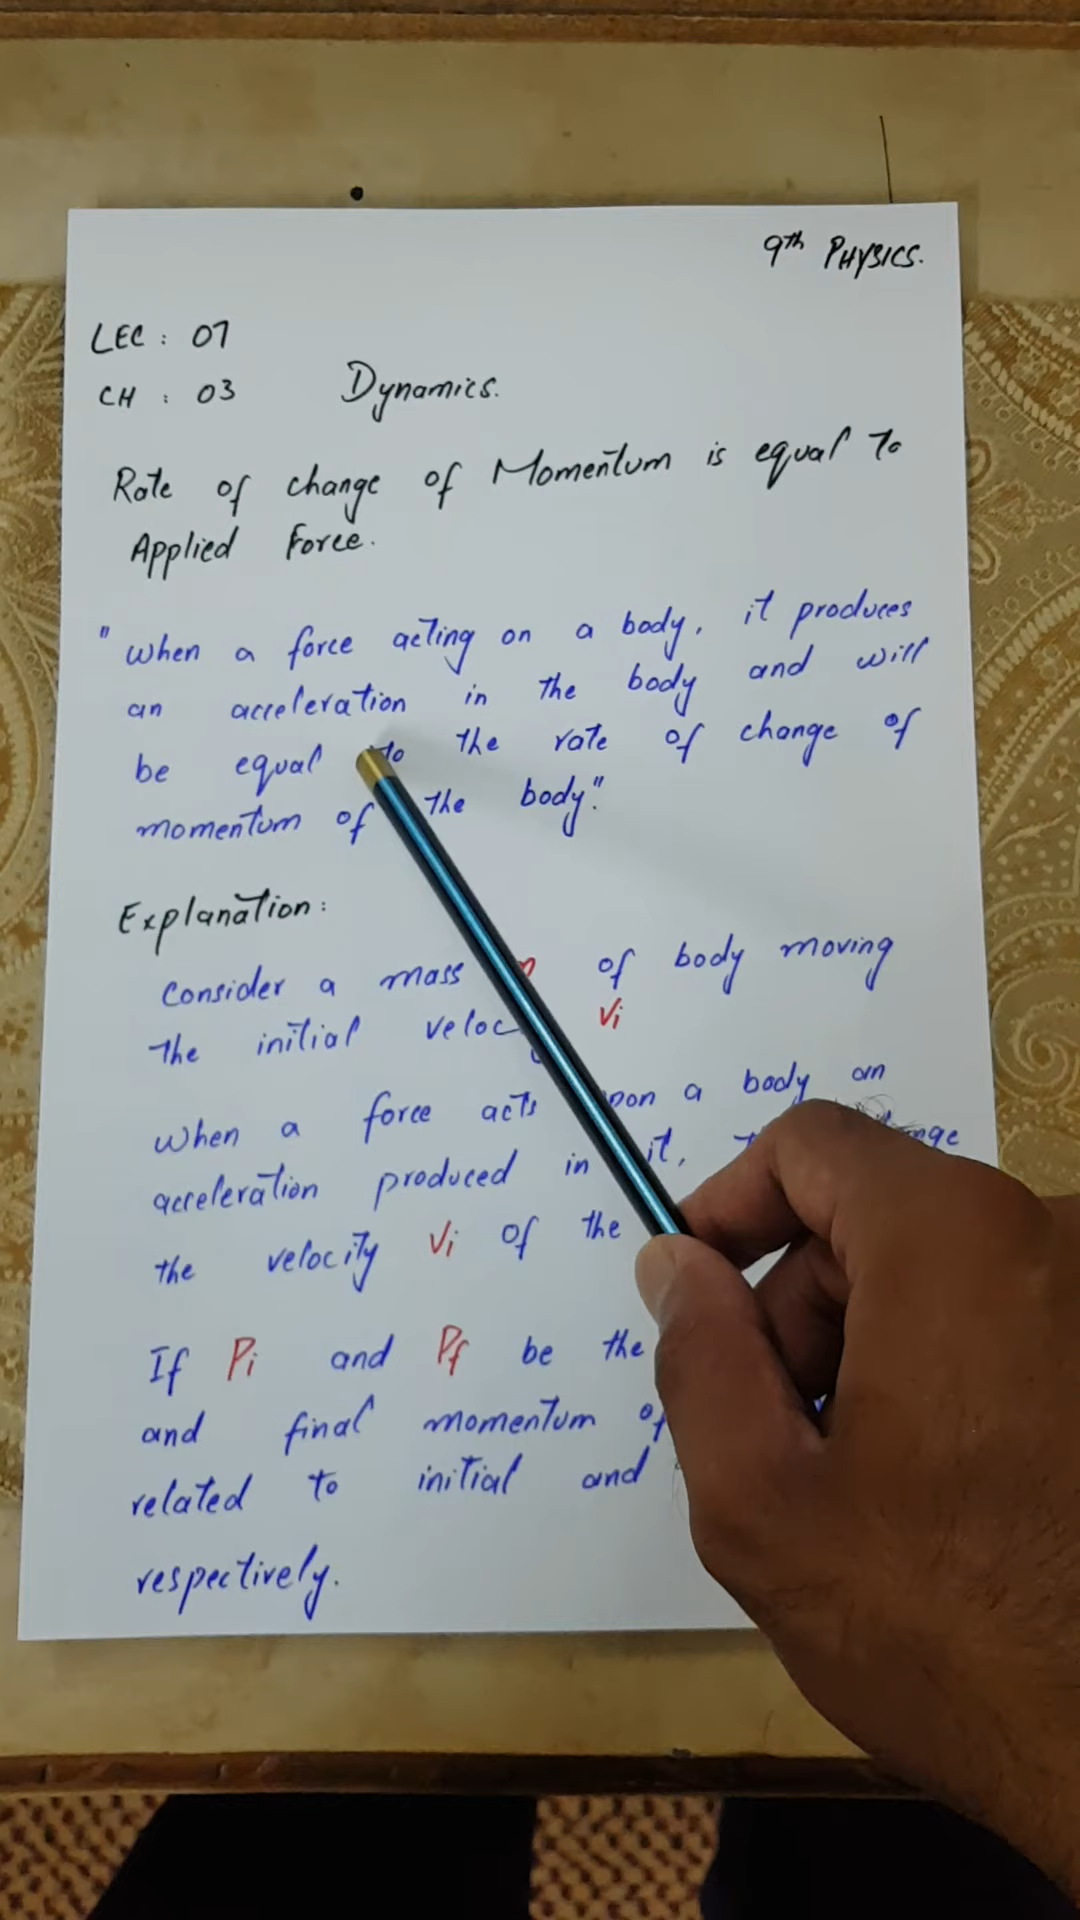 9th PHYSICS.
LEC : 07
CH : 03 Dynamics.
Rate of change of Momentum is equal to
Applied Force.
"when a force acting on a body, it produces
an acceleration in the body and will
be equal to the rate of change of
momentum of the body."
Explanation:
Consider a mass of body moving
the initial Vi
when a force acts a body an
acceleration produced in it,
the velocity Vi of the
If Pi and Pf be the
and final momentum of
related to initial and
respectively.